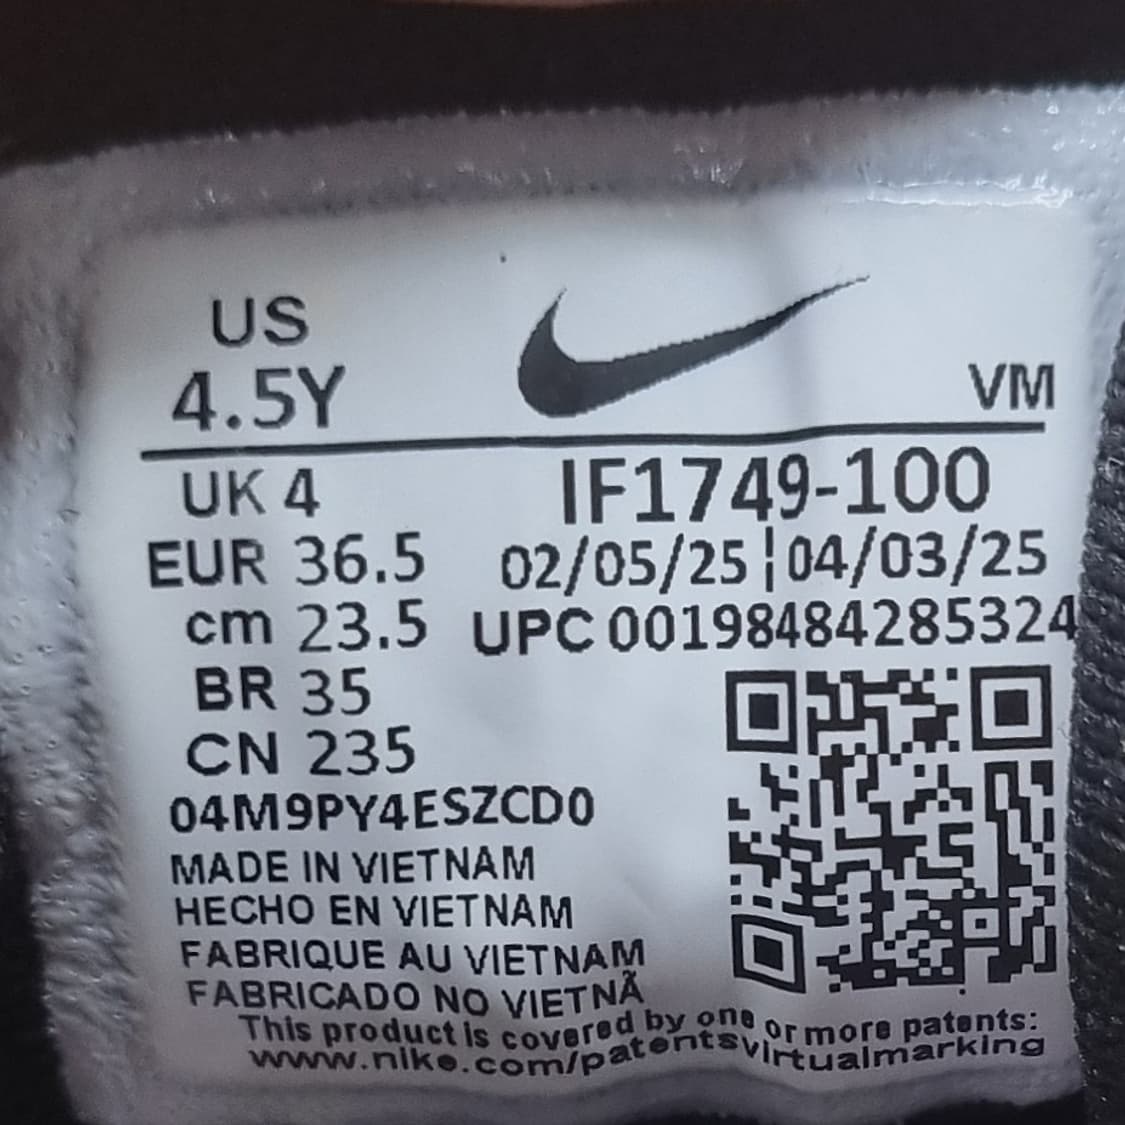 US
4.5Y
VM
UK 4
IF1749-100
EUR 36.5
02/05/25 ¦ 04/03/25
cm 23.5
UPC 00198484285324
BR 35
CN 235
04M9PY4ESZCD0
MADE IN VIETNAM
HECHO EN VIETNAM
FABRIQUE AU VIETNAM
FABRICADO NO VIETNÃ
This product is covered by one or more patents:
www.nike.com/patentsvirtualmarking